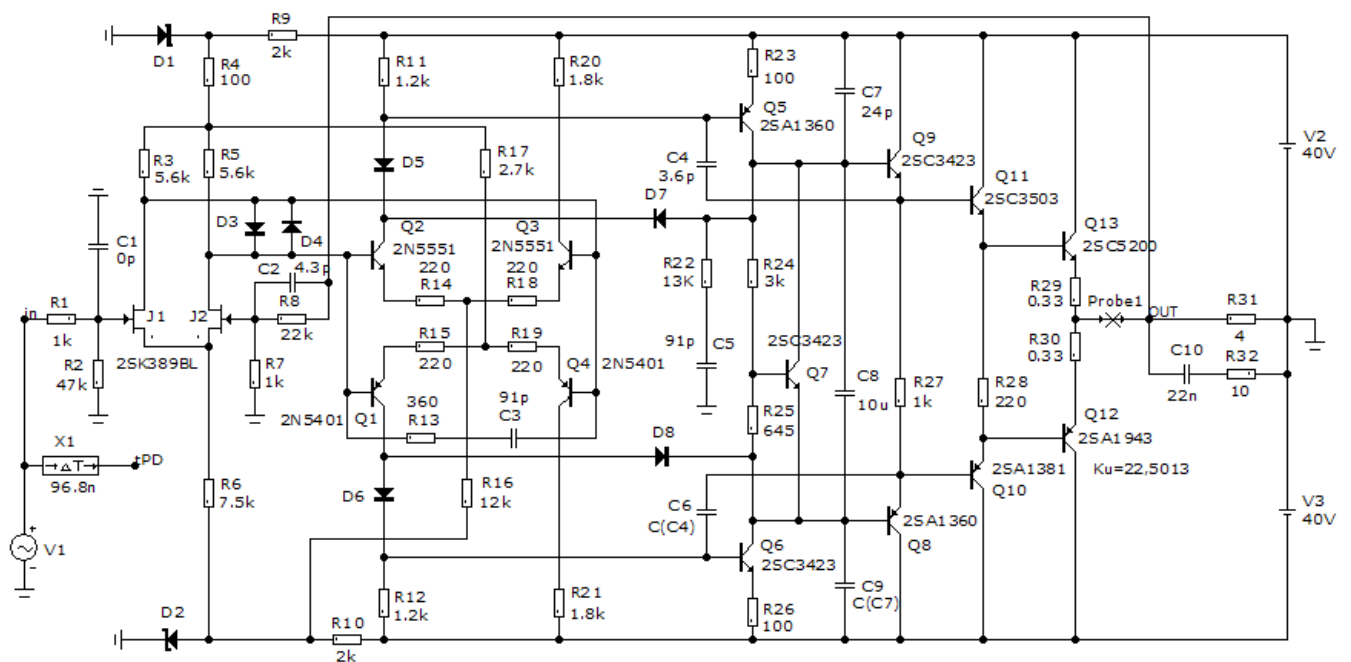 R9
2k
D1
R4
100
R11
1.2k
R20
1.8k
R23
100
C7
24p
Q5
2SA1360
Q9
2SC3423
V2
40V
R3
5.6k
R5
5.6k
R17
2.7k
D5
C4
3.6p
Q11
2SC3503
D7
D3
D4
Q2
2N5551
Q3
2N5551
Q13
2SC5200
C1
0p
C2
4.3p
220
R14
220
R18
R22
13K
R24
3k
R29
0.33
Probe1
OUT
in
R1
1k
J1
J2
R8
22k
R31
4
2SK389BL
R15
220
R19
220
91p
C5
2SC3423
R30
0.33
C10
22n
R32
10
R2
47k
R7
1k
Q4
2N5401
Q7
C8
10u
R27
1k
R28
220
2N5401
Q1
360
R13
91p
C3
R25
645
Q12
2SA1943
X1
ΔT
96.8n
tPD
D8
2SA1381
Q10
Ku=22,5013
R6
7.5k
D6
R16
12k
C6
C(C4)
2SA1360
Q8
V3
40V
+
V1
-
Q6
2SC3423
C9
C(C7)
D2
R10
2k
R12
1.2k
R21
1.8k
R26
100